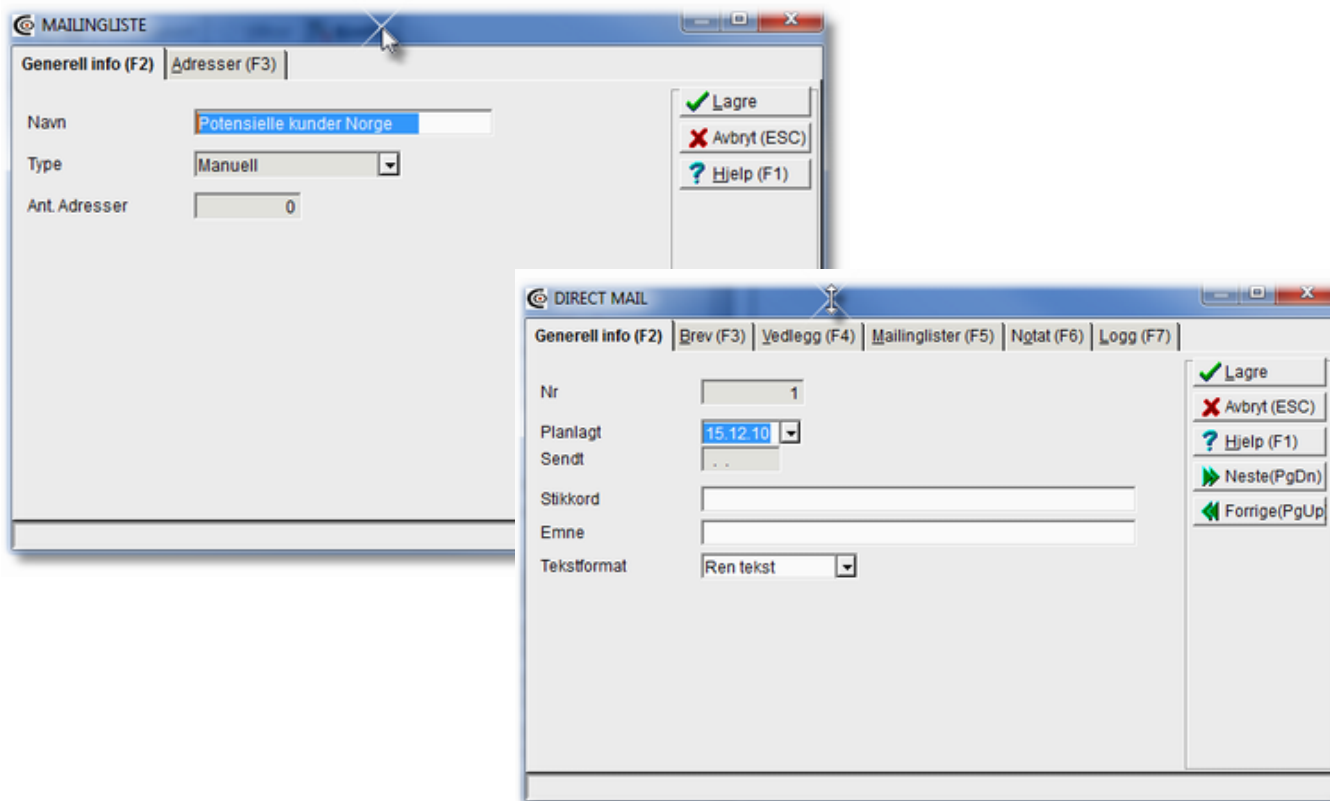 MAILINGLISTE
Generell info (F2) Adresser (F3)
Navn Potensielle kunder Norge
Type Manuell
Ant. Adresser 0
Lagre
Avbryt (ESC)
Hjelp (F1)
DIRECT MAIL
Generell info (F2) Brev (F3) Vedlegg (F4) Mailinglister (F5) Notat (F6) Logg (F7)
Nr 1
Planlagt 15.12.10
Sendt . .
Stikkord
Emne
Tekstformat Ren tekst
Lagre
Avbryt (ESC)
Hjelp (F1)
Neste(PgDn)
Forrige(PgUp